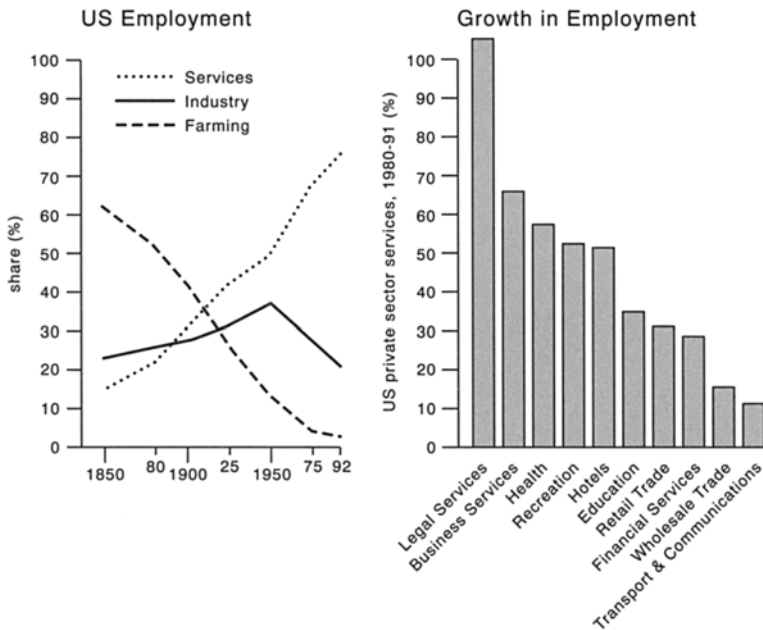 US Employment
100
90
80
70
60
50
40
30
20
10
0
share (%)
Services
Industry
Farming
1850
80
1900
25
1950
75
92
Growth in Employment
100
90
80
70
60
50
40
30
20
10
0
US private sector services, 1980-91 (%)
Legal Services
Business Services
Health
Recreation
Hotels
Education
Retail Trade
Financial Services
Wholesale Trade
Transport & Communications